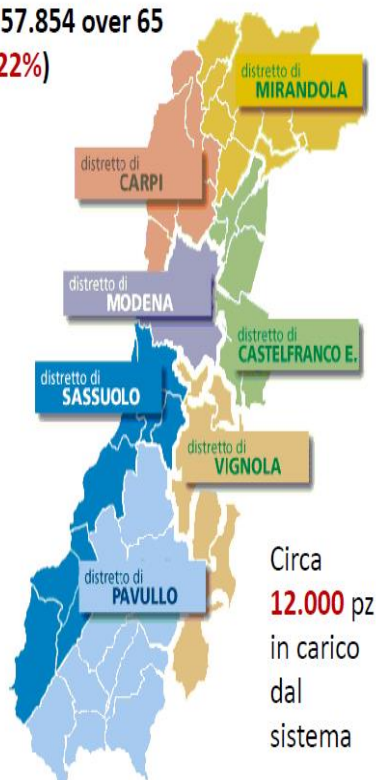 57.854 over 65
22%)
distretto di
MIRANDOLA
distretto di
CARPI
distretto di
MODENA
distretto di
CASTELFRANCO E.
distretto di
SASSUOLO
distretto di
VIGNOLA
distretto di
PAVULLO
Circa
12.000 pz
in carico
dal
sistema